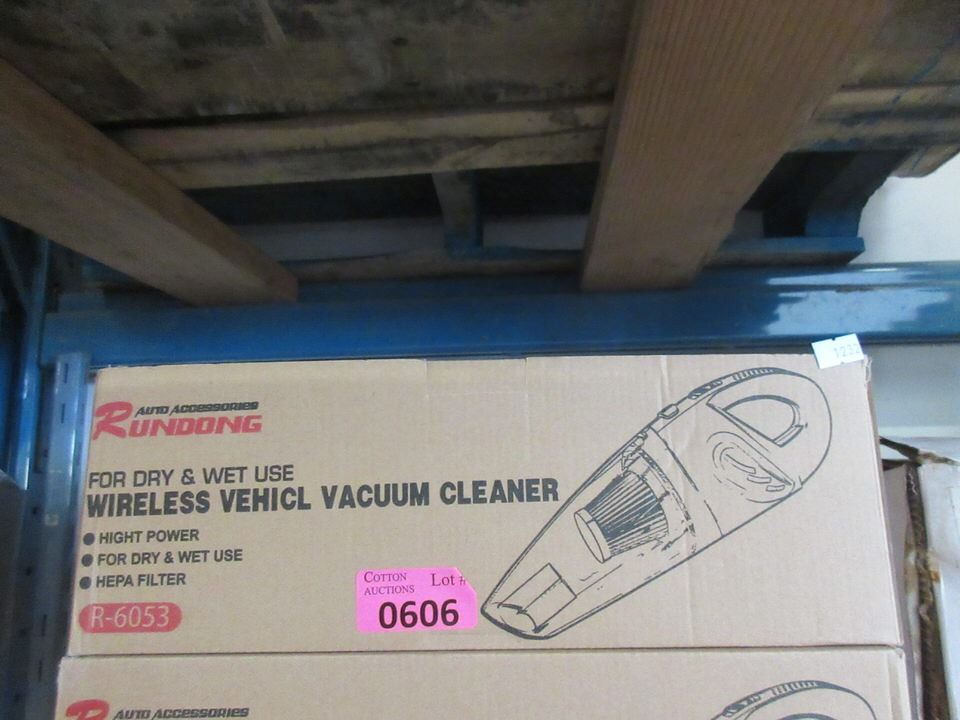 1232
AUTO ACCESSORIES
RUNDONG
FOR DRY & WET USE
WIRELESS VEHICL VACUUM CLEANER
HIGHT POWER
FOR DRY & WET USE
HEPA FILTER
R-6053
COTTON AUCTIONS Lot #
0606
AUTO ACCESSORIES